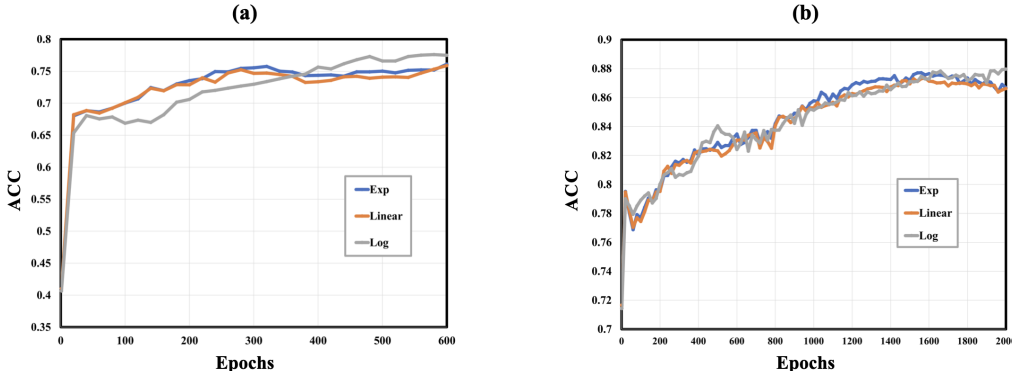 (a)
0.8
0.75
0.7
0.65
0.6
0.55
0.5
0.45
0.4
0.35
ACC
0 100 200 300 400 500 600
Epochs
Exp
Linear
Log
(b)
0.9
0.88
0.86
0.84
0.82
0.8
0.78
0.76
0.74
0.72
0.7
ACC
0 200 400 600 800 1000 1200 1400 1600 1800 2000
Epochs
Exp
Linear
Log